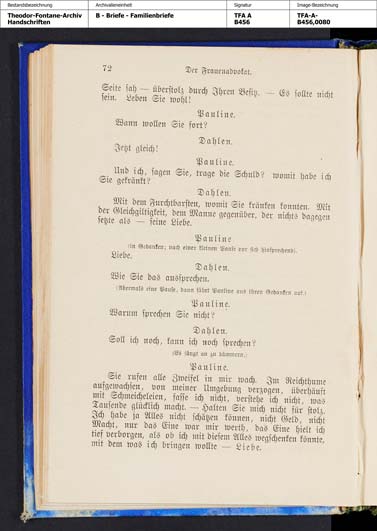 Bestandsbezeichnung
Archivalieneinheit
Signatur
Image-Bezeichnung
Theodor-Fontane-Archiv
Handschriften
B - Briefe - Familienbriefe
TFA A
B456
TFA-A-
B456,0080
72
Der Frauenadvokat.
Seite sah — überstolz durch Ihren Besitz. — Es sollte nicht
sein. Leben Sie wohl!
Pauline.
Wann wollen Sie fort?
Dahlen.
Jetzt gleich!
Pauline.
Und ich, sagen Sie, trage die Schuld? womit habe ich
Sie gekränkt?
Dahlen.
Mit dem Furchtbarsten, womit Sie kränken konnten. Mit
der Gleichgiltigkeit, dem Manne gegenüber, der nichts dagegen
setzte als — seine Liebe.
Pauline
(in Gedanken; nach einer kleinen Pause vor sich hinsprechend).
Liebe.
Dahlen.
Wie Sie das aussprechen.
(Abermals eine Pause, dann fährt Pauline aus ihren Gedanken auf.)
Pauline.
Warum sprechen Sie nicht?
Dahlen.
Soll ich noch, kann ich noch sprechen?
(Es fängt an zu dämmern.)
Pauline.
Sie rufen alle Zweifel in mir wach. Im Reichthume
aufgewachsen, von meiner Umgebung verzogen, überhäuft
mit Schmeicheleien, fasse ich nicht, verstehe ich nicht, was
Tausende glücklich macht. — Halten Sie mich nicht für stolz.
Ich habe ja Alles nicht schätzen können, nicht Geld, nicht
Macht, nur das Eine war mir werth, das Eine hielt ich
tief verborgen, als ob ich mit diesem Alles wegschenken könnte,
mit dem was ich bringen wollte — Liebe.